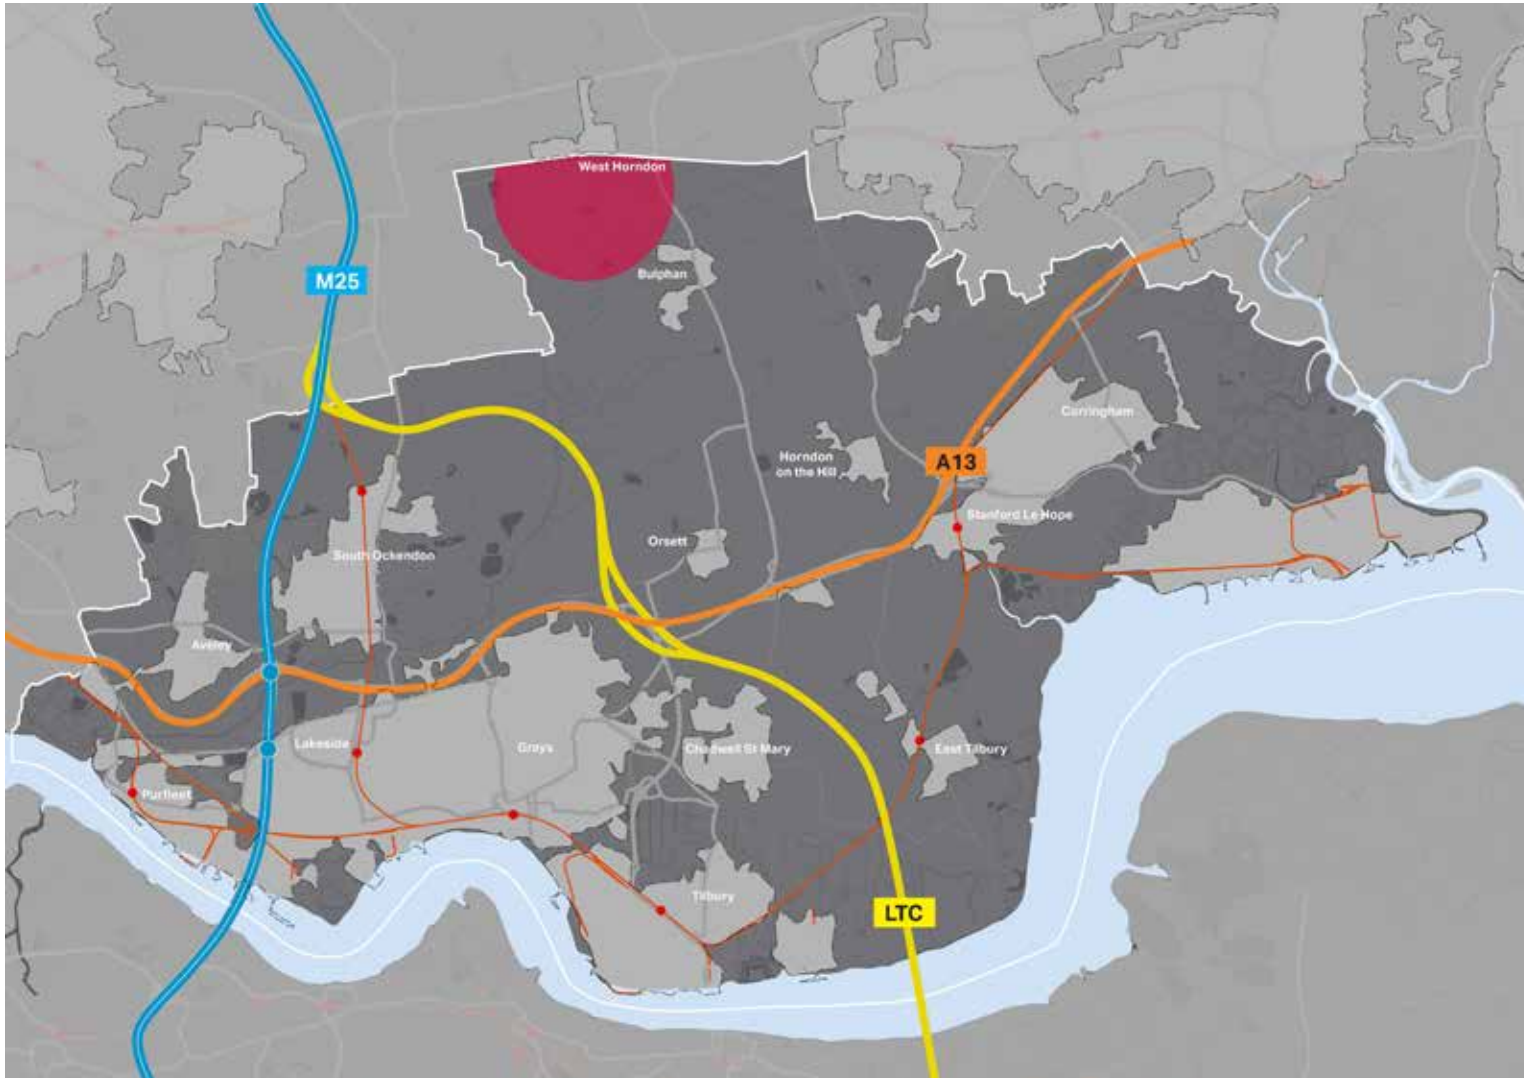 West Horndon
Bulphan
M25
Corringham
Horndon
on the Hill
A13
Stanford Le Hope
Orsett
South Ockendon
Aveley
Lakeside
Grays
Chadwell St Mary
East Tilbury
Purfleet
Tilbury
LTC